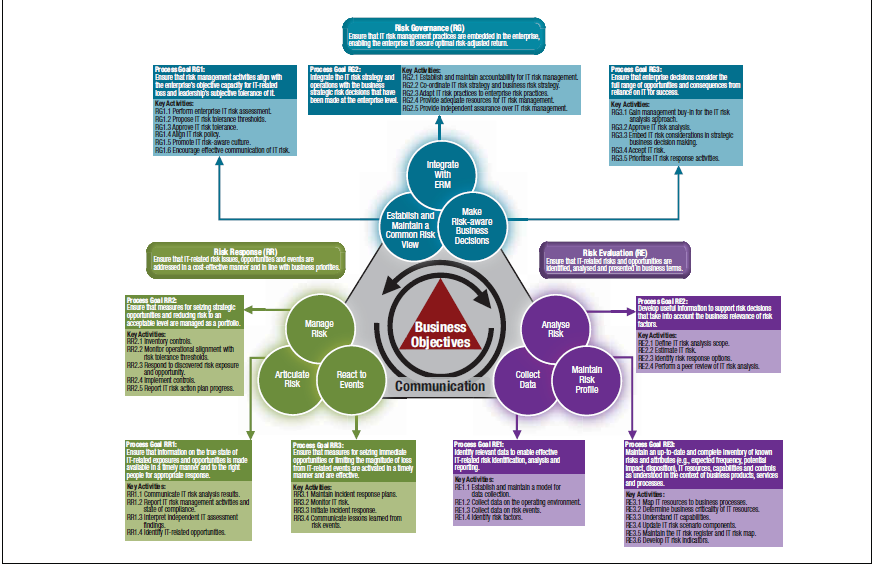 Risk Governance (RG)
Ensure that IT risk management practices are embedded in the enterprise,
enabling the enterprise to secure optimal risk-adjusted return.
Process Goal RG1:
Ensure that risk management activities align with
the enterprise's objective capacity for IT-related
loss and leadership's subjective tolerance of it.
Key Activities:
RG1.1 Perform enterprise IT risk assessment.
RG1.2 Propose IT risk tolerance thresholds.
RG1.3 Approve IT risk tolerance.
RG1.4 Align IT risk policy.
RG1.5 Promote IT risk-aware culture.
RG1.6 Encourage effective communication of IT risk.
Process Goal RG2:
Integrate the IT risk strategy and
operations with the business
strategic risk decisions that have
been made at the enterprise level.
Key Activities:
RG2.1 Establish and maintain accountability for IT risk management.
RG2.2 Co-ordinate IT risk strategy and business risk strategy.
RG2.3 Adapt IT risk practices to enterprise risk practices.
RG2.4 Provide adequate resources for IT risk management.
RG2.5 Provide independent assurance over IT risk management.
Process Goal RG3:
Ensure that enterprise decisions consider the
full range of opportunities and consequences from
reliance on IT for success.
Key Activities:
RG3.1 Gain management buy-in for the IT risk
analysis approach.
RG3.2 Approve IT risk analysis.
RG3.3 Embed IT risk considerations in strategic
business decision making.
RG3.4 Accept IT risk.
RG3.5 Prioritise IT risk response activities.
Integrate
With
ERM
Establish and
Maintain a
Common Risk
View
Make
Risk-aware
Business
Decisions
Risk Response (RR)
Ensure that IT-related risk issues, opportunities and events are
addressed in a cost-effective manner and in line with business priorities.
Risk Evaluation (RE)
Ensure that IT-related risks and opportunities are
identified, analysed and presented in business terms.
Process Goal RR2:
Ensure that measures for seizing strategic
opportunities and reducing risk to an
acceptable level are managed as a portfolio.
Key Activities:
RR2.1 Inventory controls.
RR2.2 Monitor operational alignment with
risk tolerance thresholds.
RR2.3 Respond to discovered risk exposure
and opportunity.
RR2.4 Implement controls.
RR2.5 Report IT risk action plan progress.
Manage
Risk
Articulate
Risk
React to
Events
Business
Objectives
Communication
Analyse
Risk
Collect
Data
Maintain
Risk
Profile
Process Goal RE2:
Develop useful information to support risk decisions
that take into account the business relevance of risk
factors.
Key Activities:
RE2.1 Define IT risk analysis scope.
RE2.2 Estimate IT risk.
RE2.3 Identify risk response options.
RE2.4 Perform a peer review of IT risk analysis.
Process Goal RR1:
Ensure that information on the true state of
IT-related exposures and opportunities is made
available in a timely manner and to the right
people for appropriate response.
Key Activities:
RR1.1 Communicate IT risk analysis results.
RR1.2 Report IT risk management activities and
state of compliance.
RR1.3 Interpret independent IT assessment
findings.
RR1.4 Identify IT-related opportunities.
Process Goal RR3:
Ensure that measures for seizing immediate
opportunities or limiting the magnitude of loss
from IT-related events are activated in a timely
manner and are effective.
Key Activities:
RR3.1 Maintain incident response plans.
RR3.2 Monitor IT risk.
RR3.3 Initiate incident response.
RR3.4 Communicate lessons learned from
risk events.
Process Goal RE1:
Identify relevant data to enable effective
IT-related risk identification, analysis and
reporting.
Key Activities:
RE1.1 Establish and maintain a model for
data collection.
RE1.2 Collect data on the operating environment.
RE1.3 Collect data on risk events.
RE1.4 Identify risk factors.
Process Goal RE3:
Maintain an up-to-date and complete inventory of known
risks and attributes (e.g., expected frequency, potential
impact, disposition), IT resources, capabilities and controls
as understood in the context of business products, services
and processes.
Key Activities:
RE3.1 Map IT resources to business processes.
RE3.2 Determine business criticality of IT resources.
RE3.3 Understand IT capabilities.
RE3.4 Update IT risk scenario components.
RE3.5 Maintain the IT risk register and IT risk map.
RE3.6 Develop IT risk indicators.